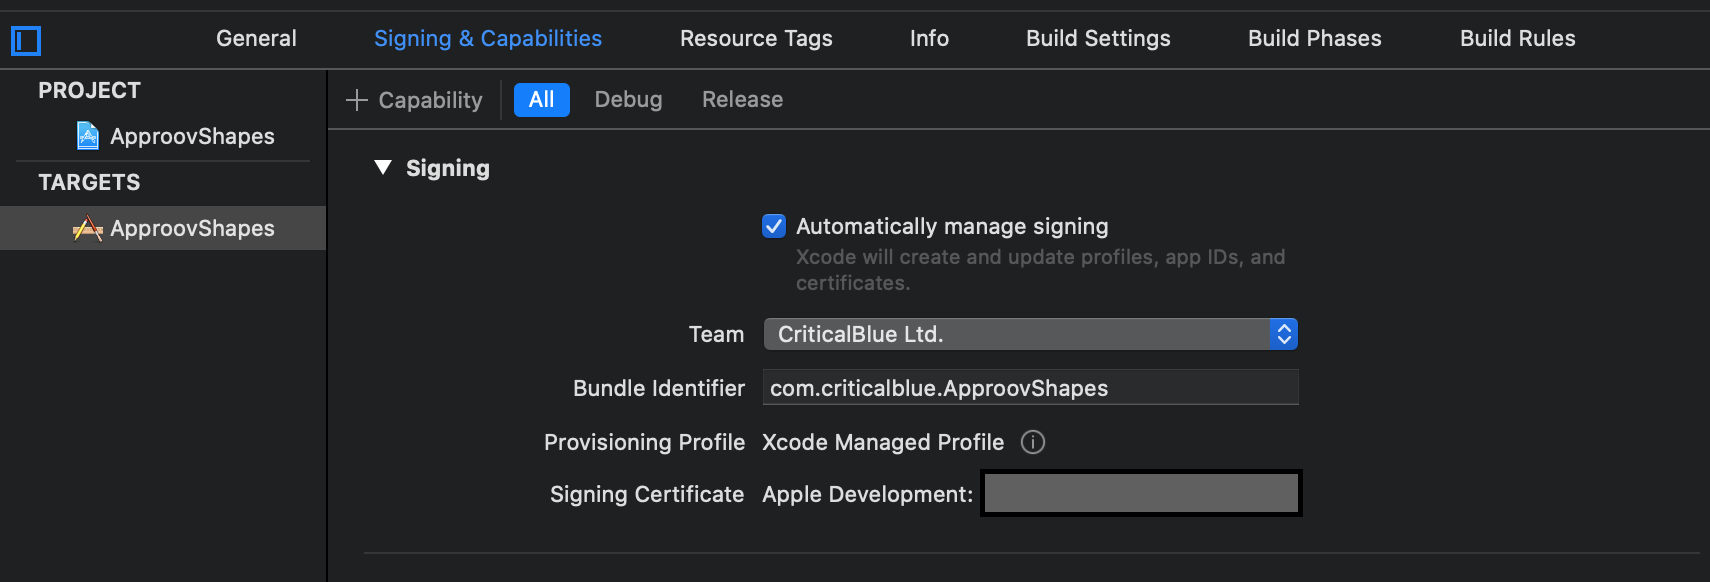 General Signing & Capabilities Resource Tags Info Build Settings Build Phases Build Rules
PROJECT
ApproovShapes
TARGETS
ApproovShapes
Capability All Debug Release
Signing
Automatically manage signing
Xcode will create and update profiles, app IDs, and
certificates.
Team CriticalBlue Ltd.
Bundle Identifier com.criticalblue.ApproovShapes
Provisioning Profile Xcode Managed Profile
Signing Certificate Apple Development: